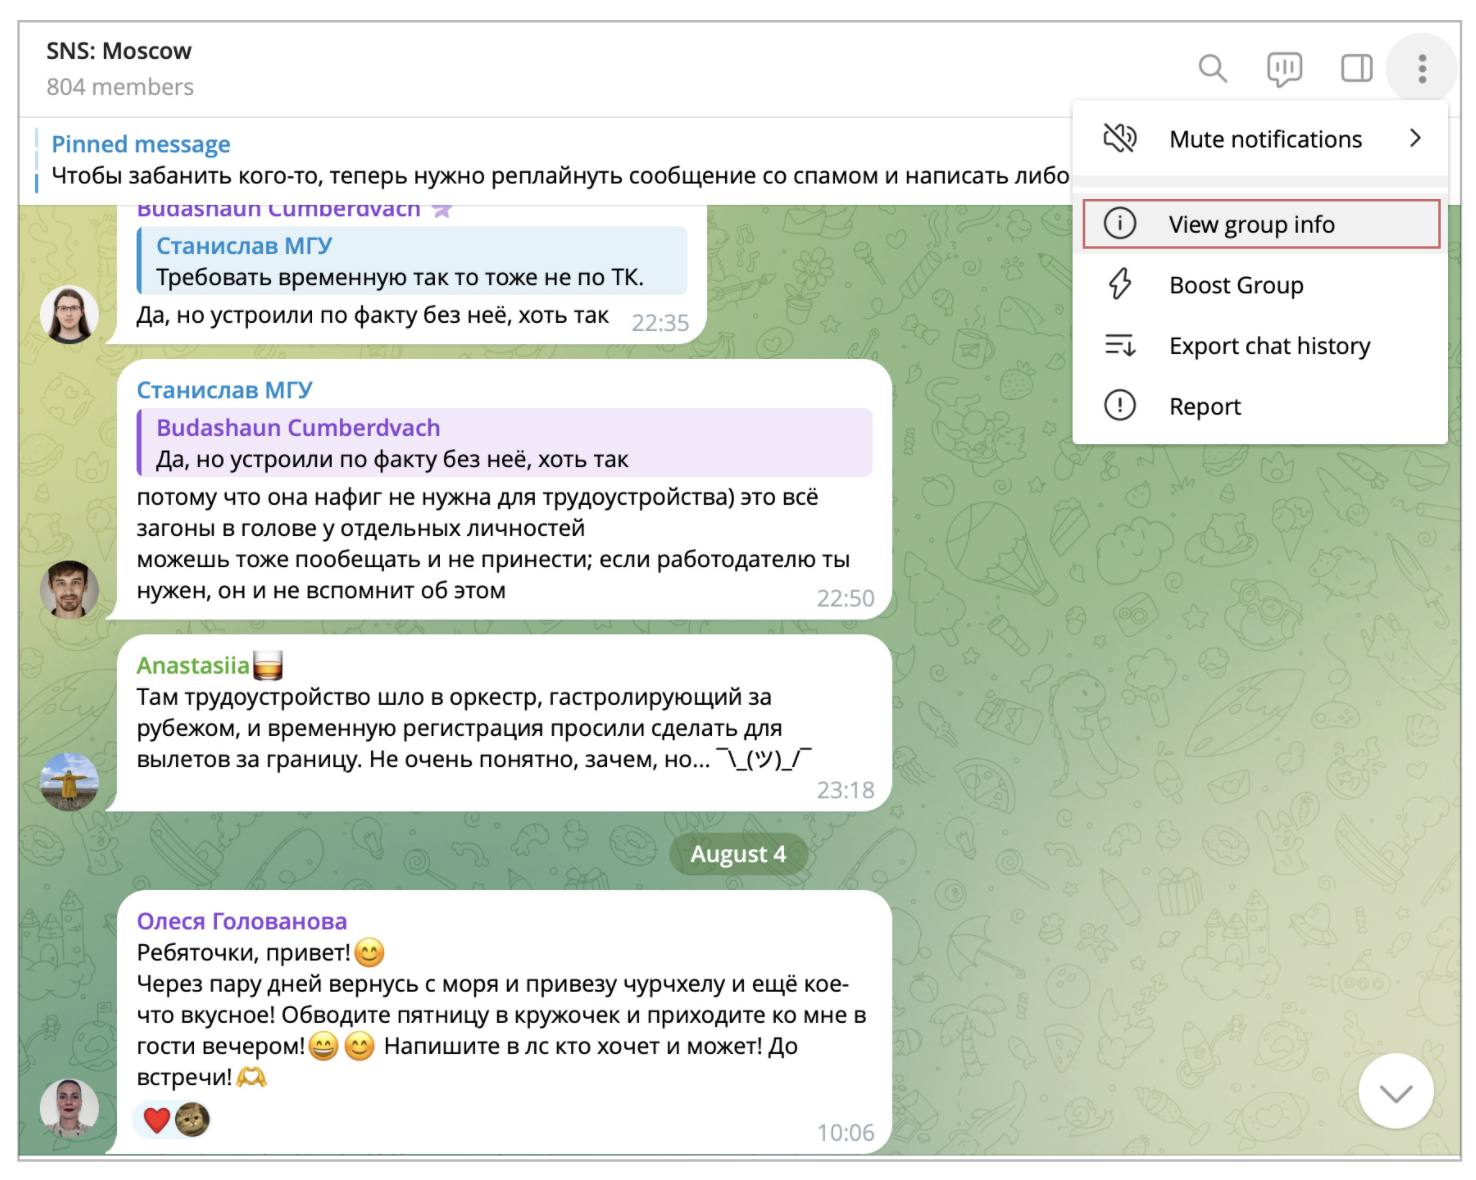 SNS: Moscow
804 members
Pinned message
Чтобы забанить кого-то, теперь нужно реплайнуть сообщение со спамом и написать либо
Mute notifications
View group info
Boost Group
Export chat history
Report
Budashaun Cumberdvach
Станислав МГУ
Требовать временную так то тоже не по ТК.
Да, но устроили по факту без неё, хоть так 22:35
Станислав МГУ
Budashaun Cumberdvach
Да, но устроили по факту без неё, хоть так
потому что она нафиг не нужна для трудоустройства) это всё
загоны в голове у отдельных личностей
можешь тоже пообещать и не принести; если работодателю ты
нужен, он и не вспомнит об этом 22:50
Anastasiia🥃
Там трудоустройство шло в оркестр, гастролирующий за
рубежом, и временную регистрация просили сделать для
вылетов за границу. Не очень понятно, зачем, но... ¯\_(ツ)_/¯
23:18
August 4
Олеся Голованова
Ребяточки, привет!😊
Через пару дней вернусь с моря и привезу чурчхелу и ещё кое-
что вкусное! Обводите пятницу в кружочек и приходите ко мне в
гости вечером!😄😊 Напишите в лс кто хочет и может! До
встречи!🫶
10:06